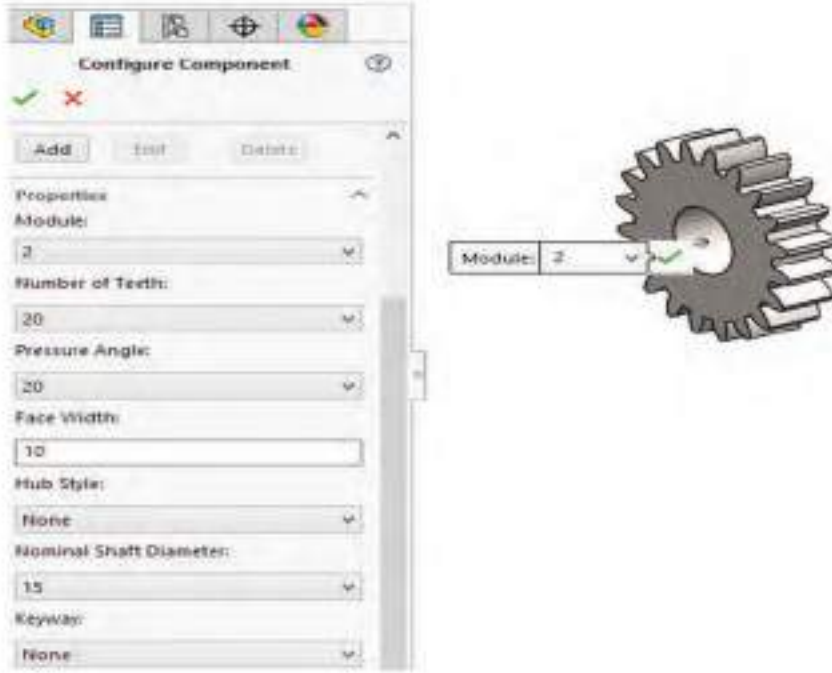 Configure Component
Add Edit Delete
Properties
Module:
2
Number of Teeth:
20
Pressure Angle:
20
Face Width:
10
Hub Style:
None
Nominal Shaft Diameter:
15
Keyway:
None
Module: 2